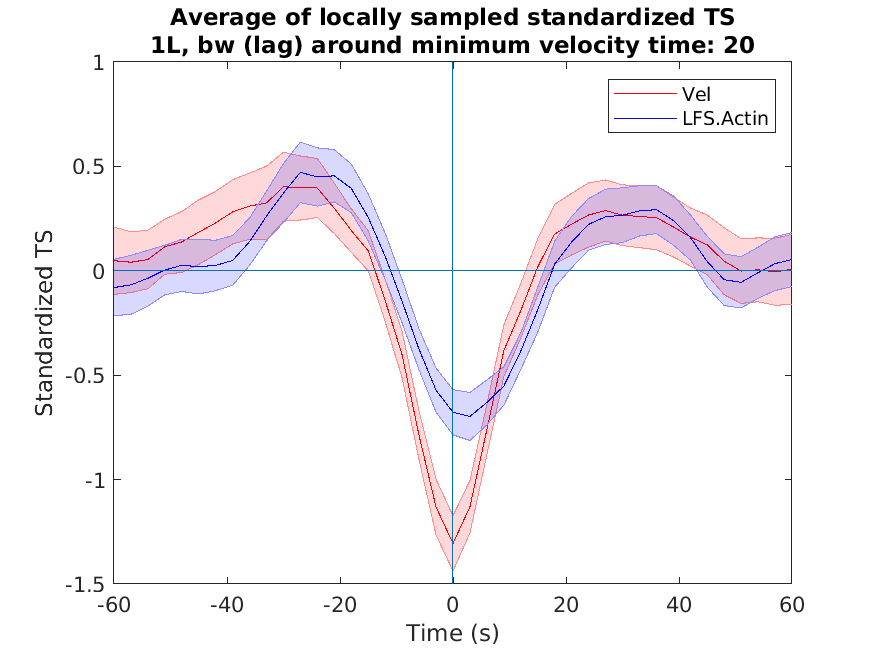 Average of locally sampled standardized TS
1L, bw (lag) around minimum velocity time: 20
1
Vel
LFS.Actin
0.5
0
-0.5
-1
-1.5
Standardized TS
-60
-40
-20
0
20
40
60
Time (s)